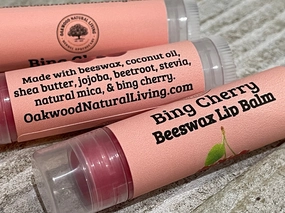 OAKWOOD NATURAL LIVING
Bing Ch
Made with beeswax, coconut oil,
shea butter, jojoba, beetroot, stevia,
natural mica, & bing cherry.
OakwoodNaturalLiving.com
Bing Cherry
Beeswax Lip Balm